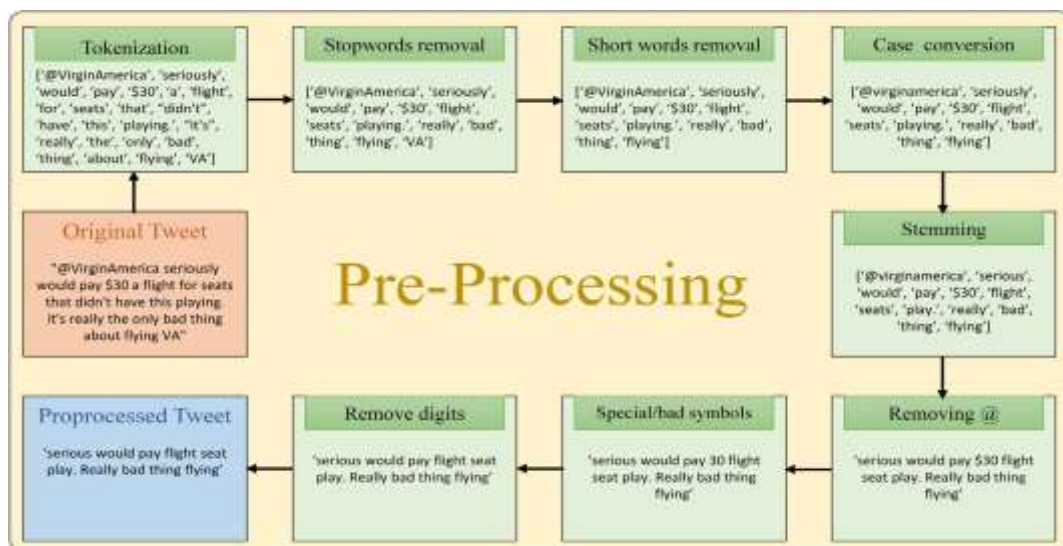 Tokenization
['@VirginAmerica', 'seriously',
'would', 'pay', '$30', 'a', 'flight',
'for', 'seats', 'that', "didn't",
'have', 'this', 'playing.', "it's",
'really', 'the', 'only', 'bad',
'thing', 'about', 'flying', 'VA']
Stopwords removal
['@VirginAmerica', 'seriously',
'would', 'pay', '$30', 'flight',
'seats', 'playing.', 'really', 'bad',
'thing', 'flying', 'VA']
Short words removal
['@VirginAmerica', 'seriously',
'would', 'pay', '$30', 'flight',
'seats', 'playing.', 'really', 'bad',
'thing', 'flying']
Case conversion
['@virginamerica', 'seriously',
'would', 'pay', '$30', 'flight',
'seats', 'playing.', 'really', 'bad',
'thing', 'flying']
Original Tweet
"@VirginAmerica seriously
would pay $30 a flight for seats
that didn't have this playing.
it's really the only bad thing
about flying VA"
Pre-Processing
Stemming
['@virginamerica', 'serious',
'would', 'pay', '$30', 'flight',
'seats', 'play.', 'really', 'bad',
'thing', 'flying']
Proprocessed Tweet
'serious would pay flight seat
play. Really bad thing flying'
Remove digits
'serious would pay flight seat
play. Really bad thing flying'
Special/bad symbols
'serious would pay 30 flight
seat play. Really bad thing
flying'
Removing @
'serious would pay $30 flight
seat play. Really bad thing
flying'